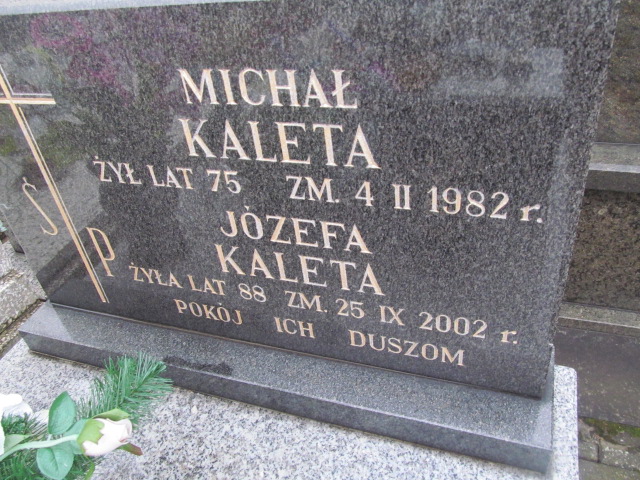 MICHAŁ
KALETA
ŻYŁ LAT 75 ZM. 4 II 1982 r.
JÓZEFA
KALETA
ŻYŁA LAT 88 ZM. 25 IX 2002 r.
POKÓJ ICH DUSZOM
Ś P